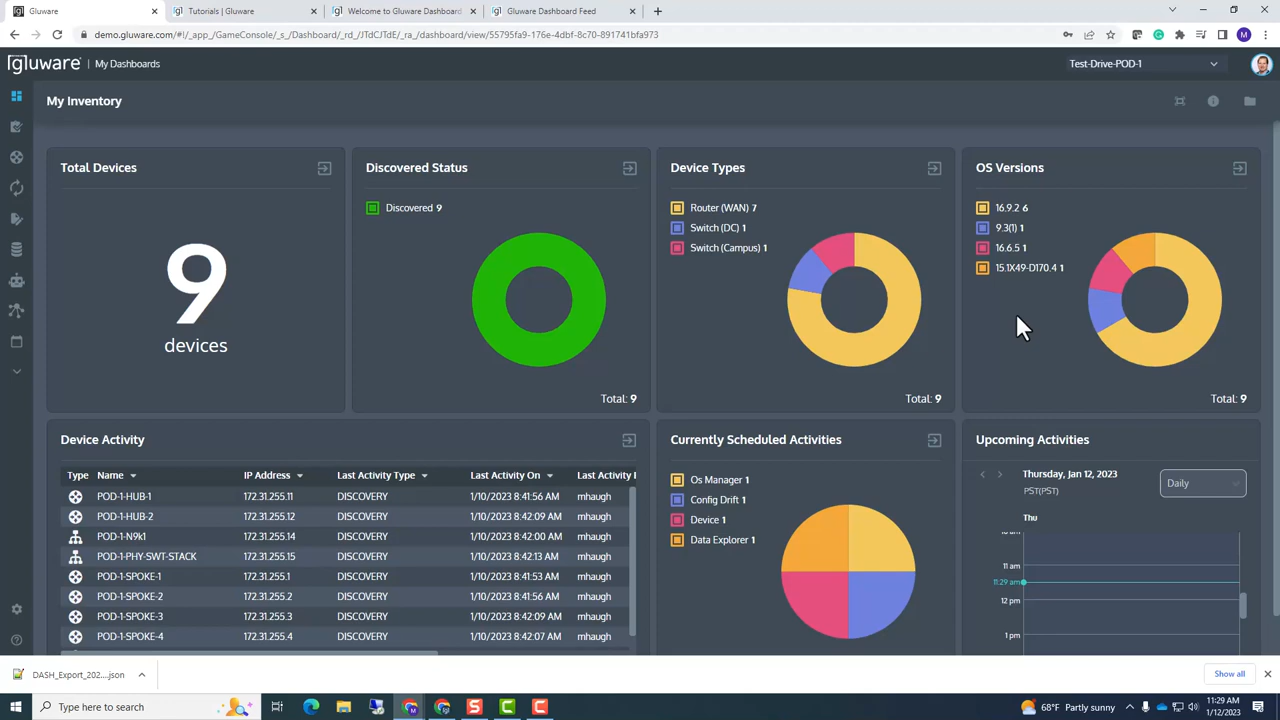 Gluware
Tutorials | Gluware
Welcome to Gluware Dashboard
Gluware Dashboard Feed
demo.gluware.com/#!/_app_/GameConsole/_s_/Dashboard/_rd_/JTdCJTdE/_ra_/dashboard/view/55795fa9-176e-4dbf-8c70-891741bfa973
M
[gluware | My Dashboards
Test-Drive-POD-1
My Inventory
Total Devices
9
devices
Discovered Status
Discovered 9
Total: 9
Device Types
Router (WAN) 7
Switch (DC) 1
Switch (Campus) 1
Total: 9
OS Versions
16.9.2 6
9.3(1) 1
16.6.5 1
15.1X49-D170.4 1
Total: 9
Device Activity
Type Name IP Address Last Activity Type Last Activity On Last Activity
POD-1-HUB-1 172.31.255.11 DISCOVERY 1/10/2023 8:41:56 AM mhaugh
POD-1-HUB-2 172.31.255.12 DISCOVERY 1/10/2023 8:42:09 AM mhaugh
POD-1-N9k1 172.31.255.14 DISCOVERY 1/10/2023 8:42:00 AM mhaugh
POD-1-PHY-SWT-STACK 172.31.255.15 DISCOVERY 1/10/2023 8:42:13 AM mhaugh
POD-1-SPOKE-1 172.31.255.1 DISCOVERY 1/10/2023 8:41:53 AM mhaugh
POD-1-SPOKE-2 172.31.255.2 DISCOVERY 1/10/2023 8:41:56 AM mhaugh
POD-1-SPOKE-3 172.31.255.3 DISCOVERY 1/10/2023 8:42:09 AM mhaugh
POD-1-SPOKE-4 172.31.255.4 DISCOVERY 1/10/2023 8:42:07 AM mhaugh
Currently Scheduled Activities
Os Manager 1
Config Drift 1
Device 1
Data Explorer 1
Upcoming Activities
Thursday, Jan 12, 2023
PST(PST)
Daily
Thu
11 am
11:29 am
12 pm
1 pm
DASH_Export_202....json
Show all
Type here to search
68°F Partly sunny
11:29 AM
1/12/2023